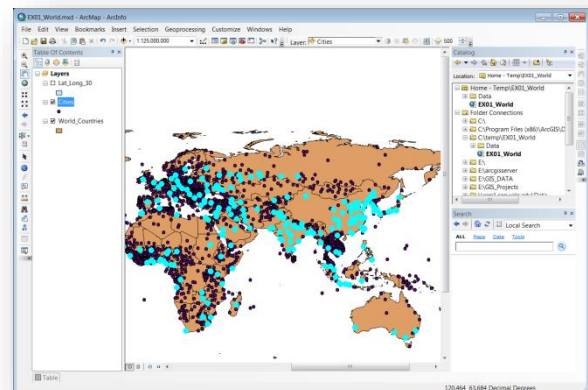 EX01_World.mxd - ArcMap - ArcInfo
File Edit View Bookmarks Insert Selection Geoprocessing Customize Windows Help
1:125,000,000
Layer: Cities
500
Table Of Contents
Layers
Lat_Long_30
Cities
World_Countries
Table
Catalog
Location: Home - Temp\EX01_World
Home - Temp\EX01_World
Data
EX01_World
Folder Connections
C:\
C:\Program Files (x86)\ArcGIS\D
C:\temp\EX01_World
Data
EX01_World
E:\
E:\arcgisserver
E:\GIS_DATA
E:\GIS_Projects
Search
Local Search
ALL Maps Data Tools
120.464 63.684 Decimal Degrees